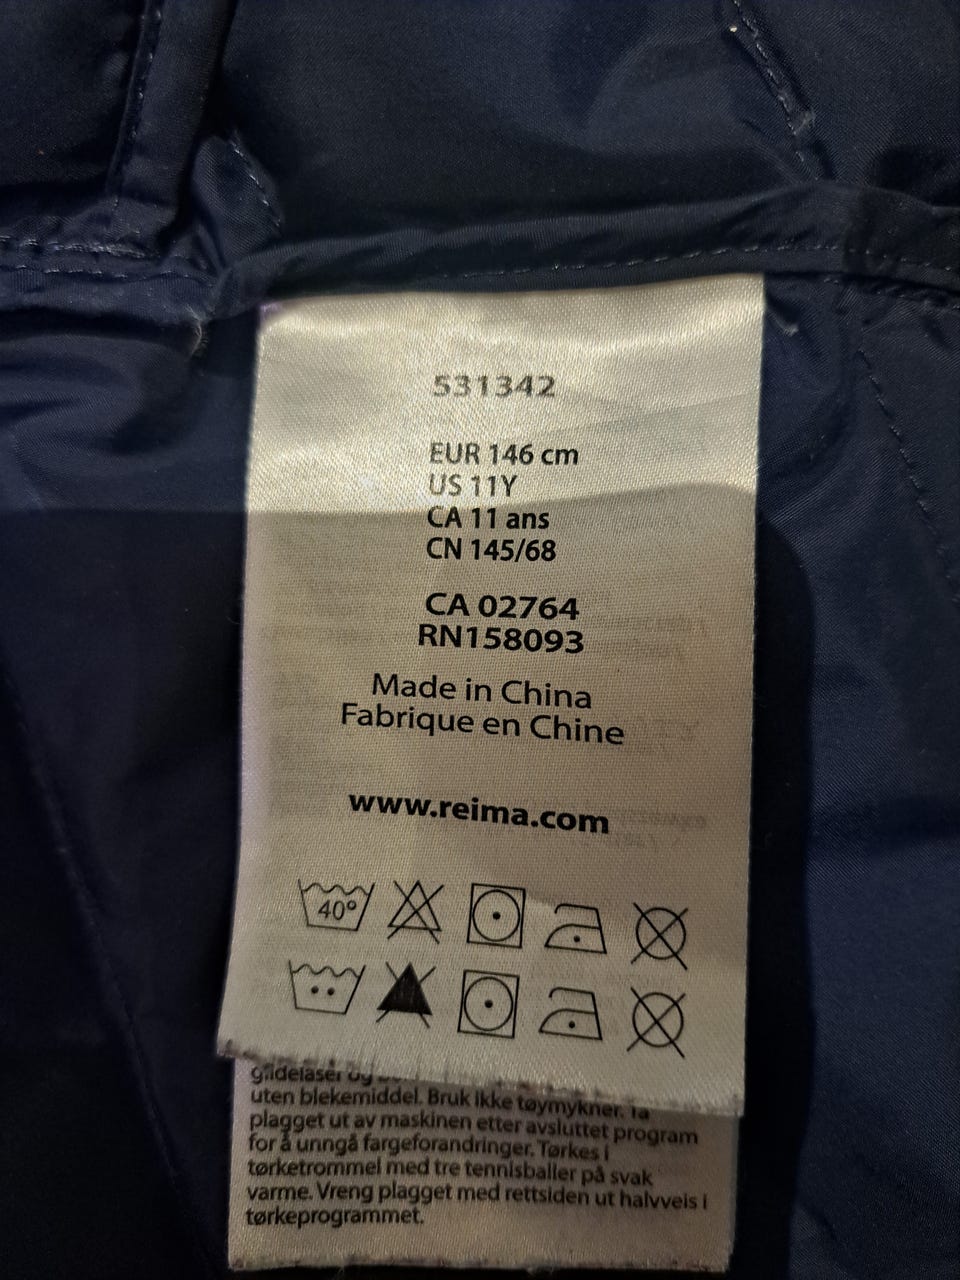 531342
EUR 146 cm
US 11Y
CA 11 ans
CN 145/68
CA 02764
RN158093
Made in China
Fabrique en Chine
www.reima.com
40°
glidelåser og
uten blekemiddel. Bruk ikke tøymykner. Ta
plagget ut av maskinen etter avsluttet program
for å unngå fargeforandringer. Tørkes i
tørketrommel med tre tennisballer på svak
varme. Vreng plagget med rettsiden ut halvveis i
tørkeprogrammet.